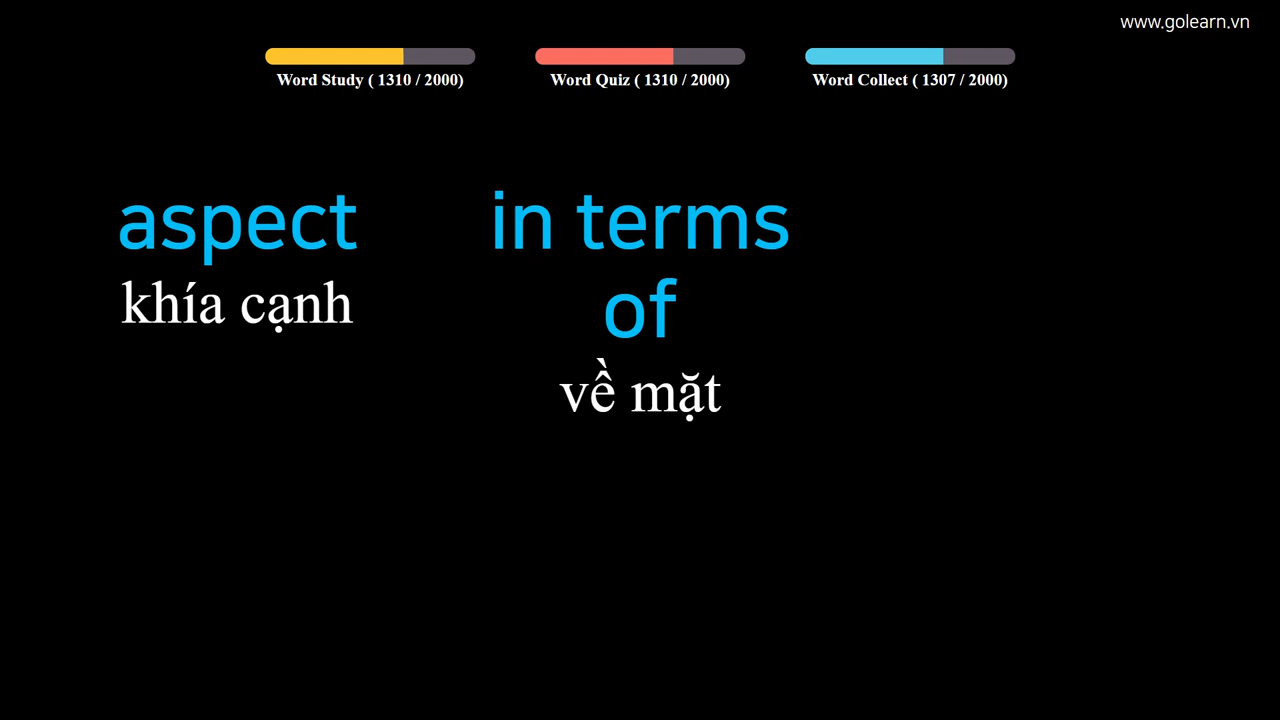 www.golearn.vn
Word Study ( 1310 / 2000)
Word Quiz ( 1310 / 2000)
Word Collect ( 1307 / 2000)
aspect
khía cạnh
in terms
of
về mặt